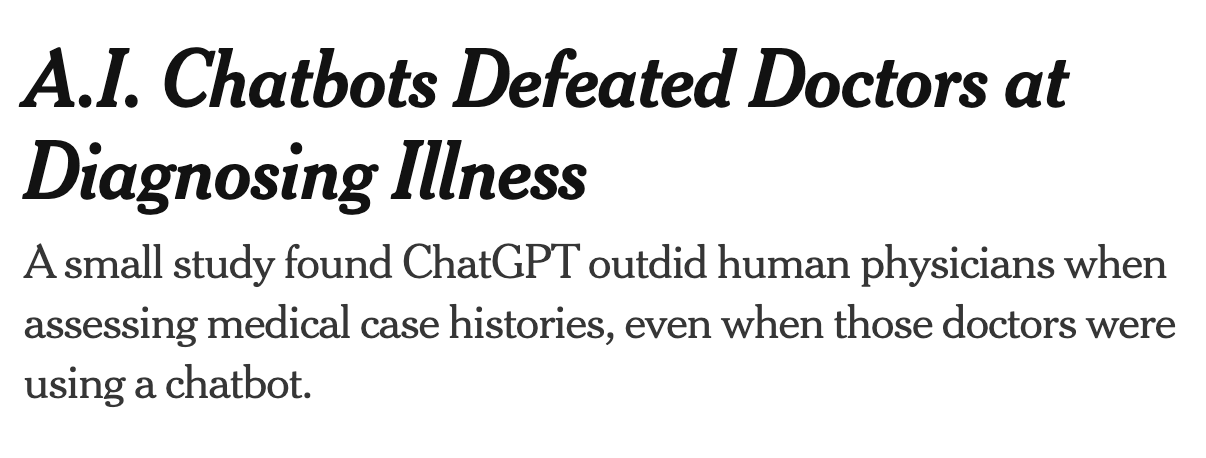 A.I. Chatbots Defeated Doctors at
Diagnosing Illness
A small study found ChatGPT outdid human physicians when
assessing medical case histories, even when those doctors were
using a chatbot.